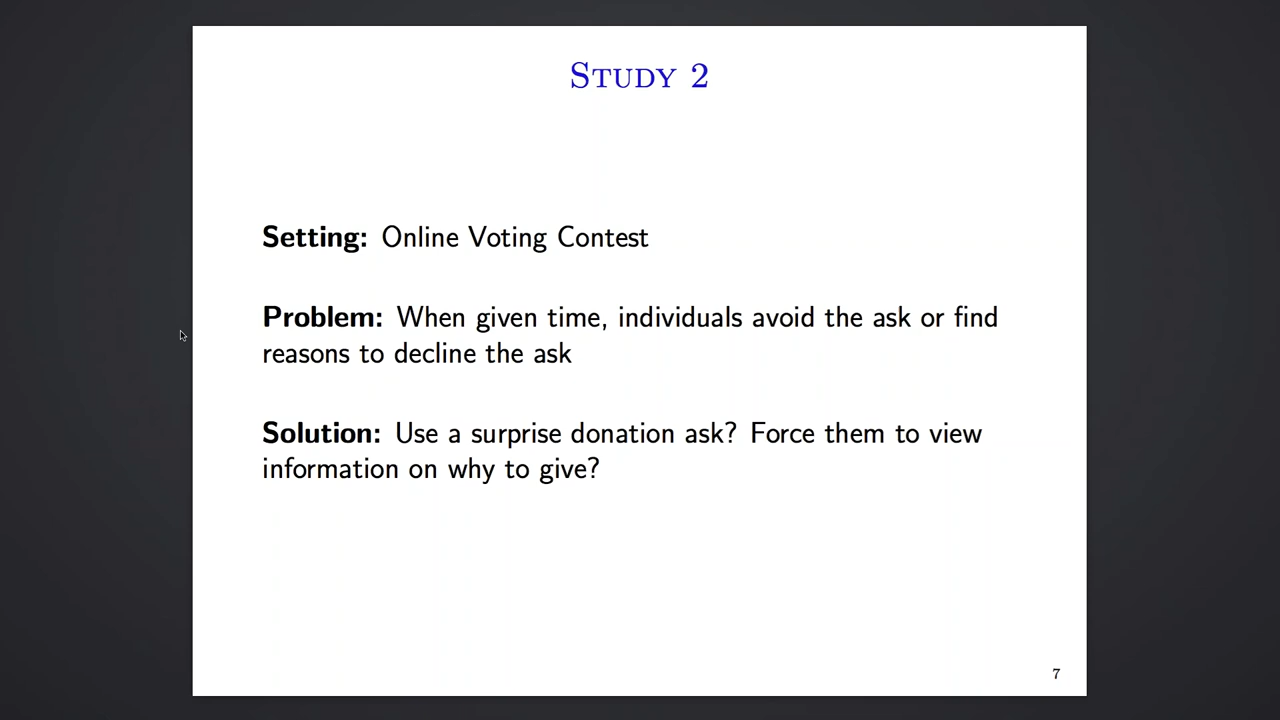 STUDY 2
Setting: Online Voting Contest
Problem: When given time, individuals avoid the ask or find
reasons to decline the ask
Solution: Use a surprise donation ask? Force them to view
information on why to give?
7